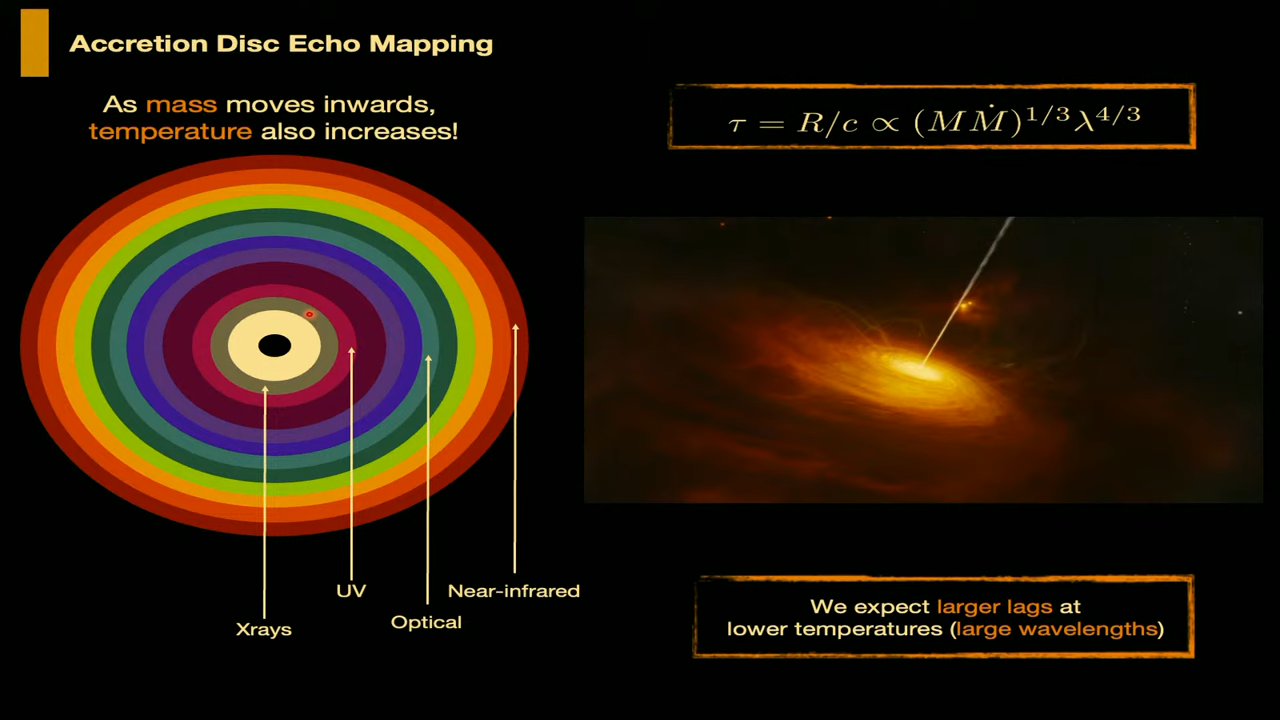 Accretion Disc Echo Mapping
As mass moves inwards,
temperature also increases!
τ = R/c ∝ (MṀ)^{1/3}λ^{4/3}
UV
Near-infrared
Optical
Xrays
We expect larger lags at
lower temperatures (large wavelengths)